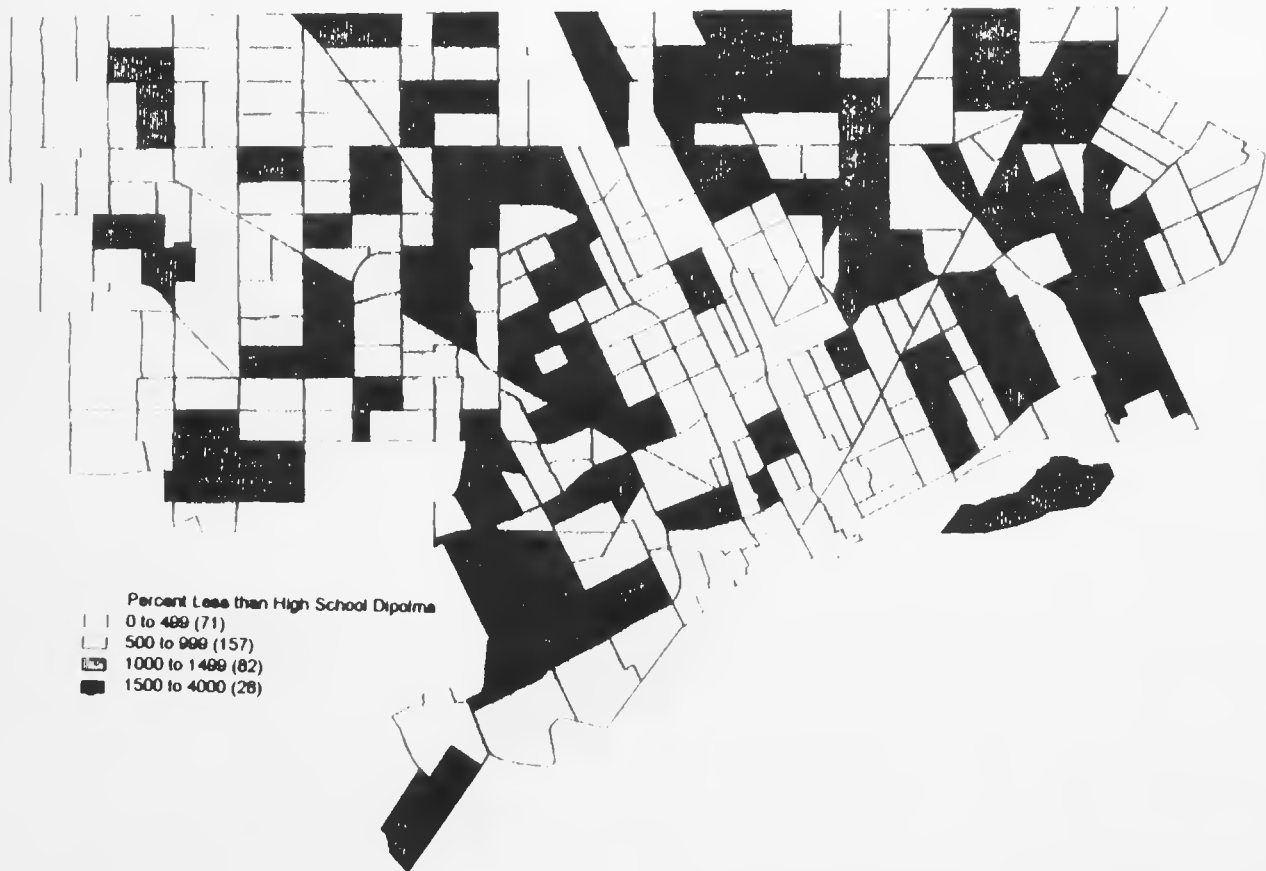 Percent Less than High School Dipolma
0 to 499 (71)
500 to 999 (157)
1000 to 1499 (82)
1500 to 4000 (28)